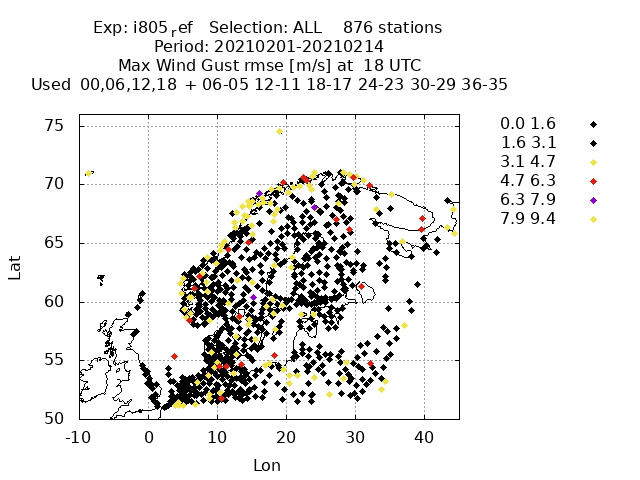 Exp: i805ref Selection: ALL 876 stations
Period: 20210201-20210214
Max Wind Gust rmse [m/s] at 18 UTC
Used 00,06,12,18 + 06-05 12-11 18-17 24-23 30-29 36-35
0.0 1.6
1.6 3.1
3.1 4.7
4.7 6.3
6.3 7.9
7.9 9.4
75
70
65
60
55
50
Lat
-10 0 10 20 30 40
Lon